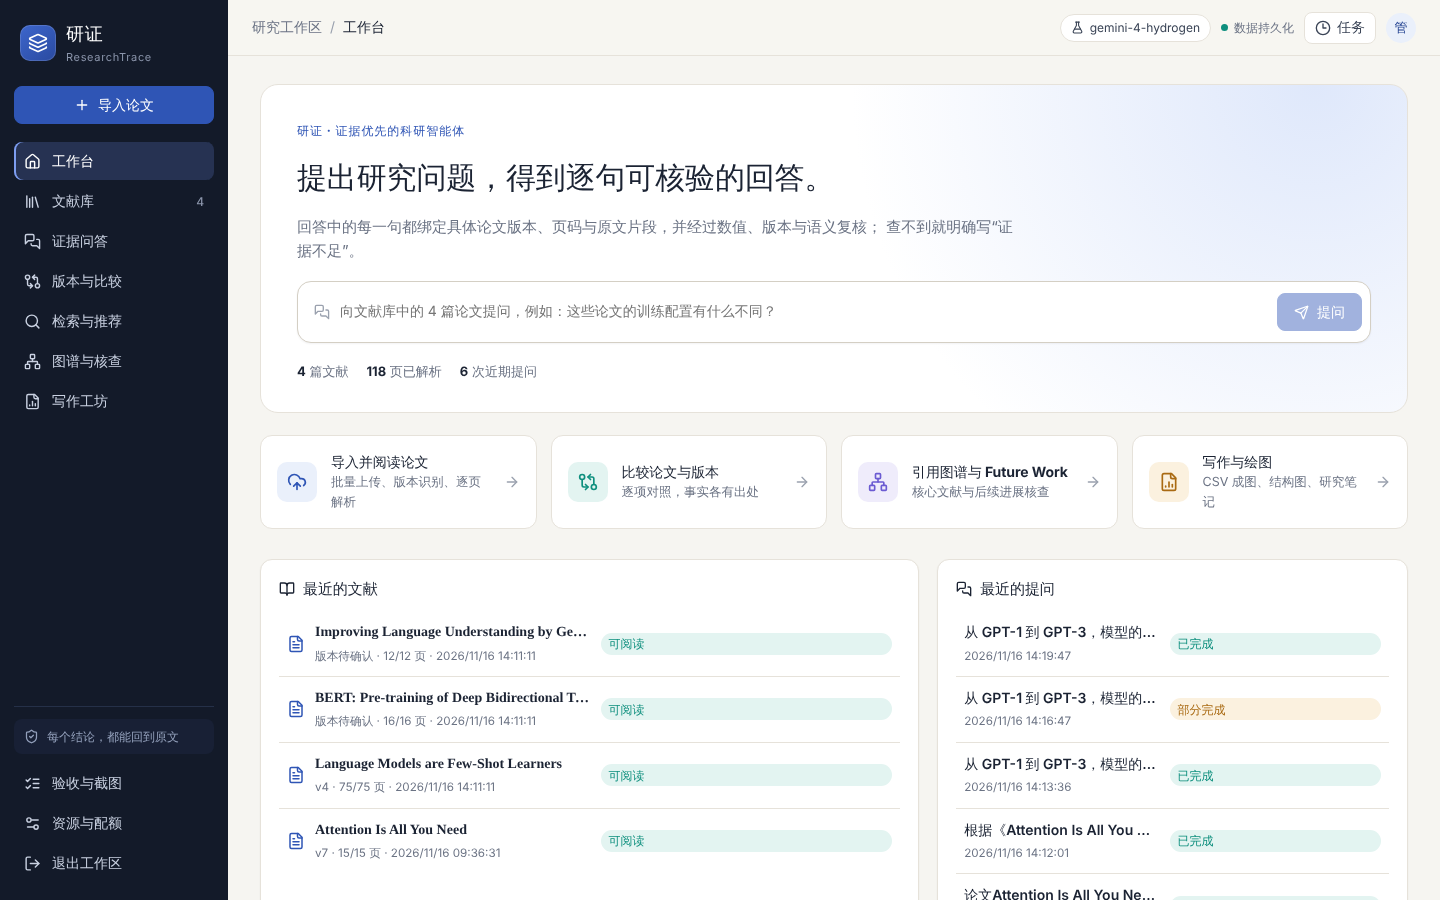 研证
ResearchTrace
导入论文
工作台
文献库 4
证据问答
版本与比较
检索与推荐
图谱与核查
写作工坊
每个结论，都能回到原文
验收与截图
资源与配额
退出工作区
研究工作区 / 工作台
gemini-4-hydrogen
数据持久化
任务
管
研证 · 证据优先的科研智能体
提出研究问题，得到逐句可核验的回答。
回答中的每一句都绑定具体论文版本、页码与原文片段，并经过数值、版本与语义复核； 查不到就明确写“证
据不足”。
向文献库中的 4 篇论文提问，例如：这些论文的训练配置有什么不同？
提问
4 篇文献 118 页已解析 6 次近期提问
导入并阅读论文
批量上传、版本识别、逐页
解析
比较论文与版本
逐项对照，事实各有出处
引用图谱与 Future Work
核心文献与后续进展核查
写作与绘图
CSV 成图、结构图、研究笔
记
最近的文献
Improving Language Understanding by Ge…
可阅读
版本待确认 · 12/12 页 · 2026/11/16 14:11:11
BERT: Pre-training of Deep Bidirectional T…
可阅读
版本待确认 · 16/16 页 · 2026/11/16 14:11:11
Language Models are Few-Shot Learners
可阅读
v4 · 75/75 页 · 2026/11/16 14:11:11
Attention Is All You Need
可阅读
v7 · 15/15 页 · 2026/11/16 09:36:31
最近的提问
从 GPT-1 到 GPT-3，模型的…
已完成
2026/11/16 14:19:47
从 GPT-1 到 GPT-3，模型的…
部分完成
2026/11/16 14:16:47
从 GPT-1 到 GPT-3，模型的…
已完成
2026/11/16 14:13:36
根据《Attention Is All You …
已完成
2026/11/16 14:12:01
论文Attention Is All You Ne…